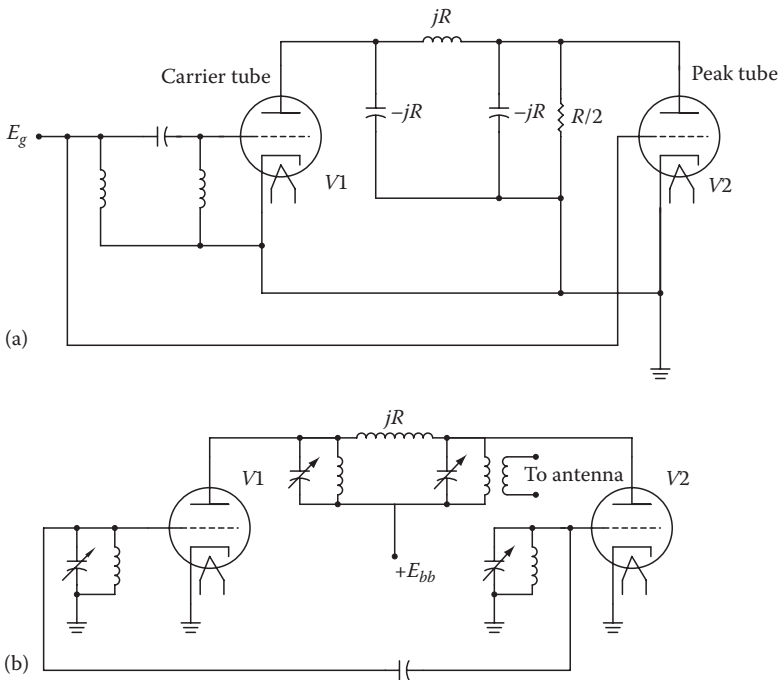 jR
Carrier tube
Peak tube
−jR
−jR
R/2
E_g
V1
V2
(a)
jR
V1
To antenna
V2
+E_bb
(b)